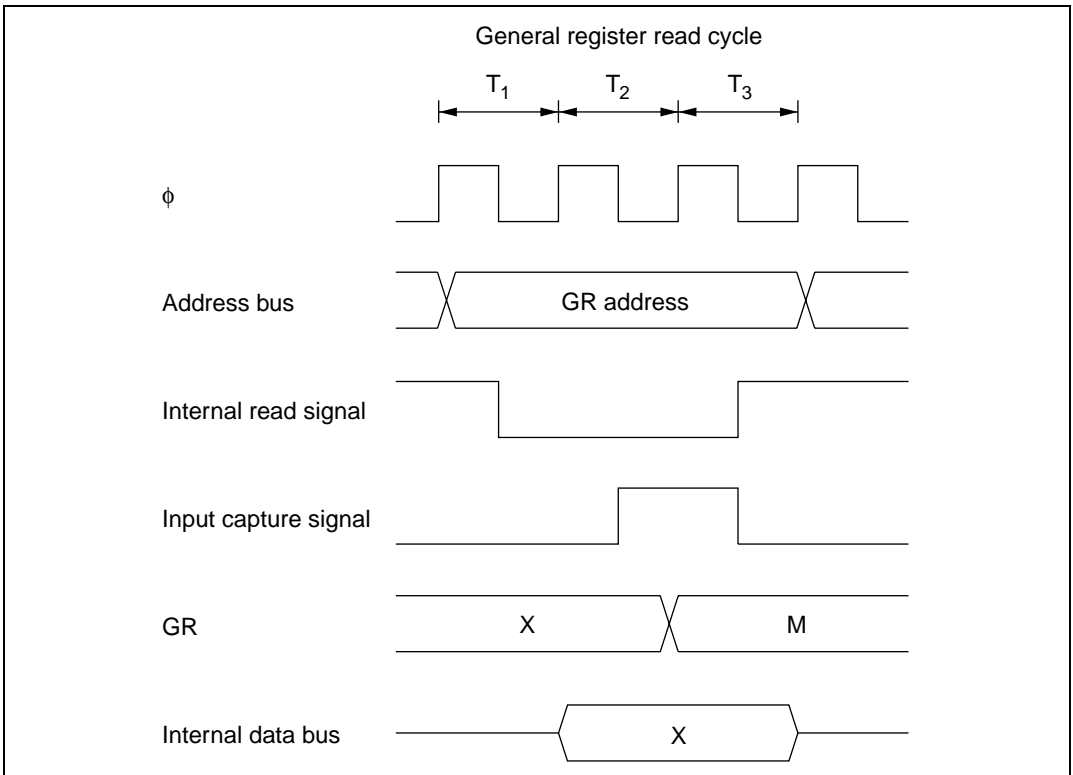 General register read cycle
T1 T2 T3
ϕ
Address bus GR address
Internal read signal
Input capture signal
GR X M
Internal data bus X